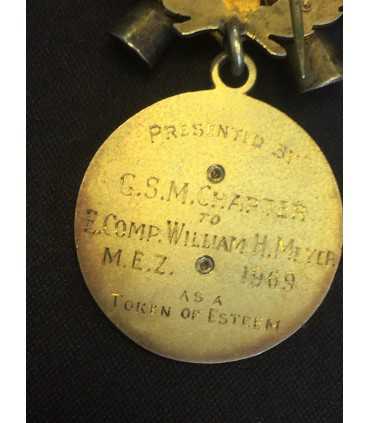 PRESENTED BY
G.S.M. CHAPTER
TO
E. COMP. WILLIAM H. MEYER
M.E.Z. 1969
AS A
TOKEN OF ESTEEM